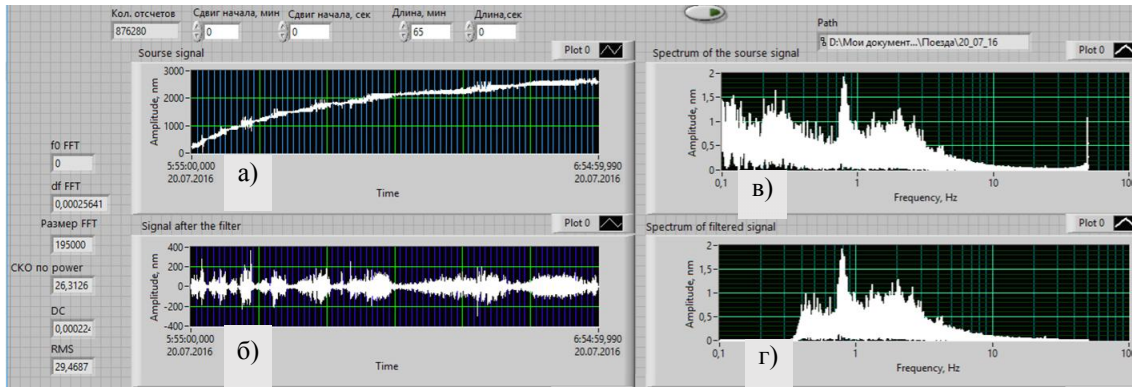 Кол. отсчетов
876280
Сдвиг начала, мин
0
Сдвиг начала, сек
0
Длина, мин
65
Длина,сек
0
Path
D:\Мои документ...\Поезда\20_07_16
Sourse signal
Plot 0
Amplitude, nm
3000
2000
1000
0
5:55:00,000
20.07.2016
6:54:59,990
20.07.2016
Time
а)
Spectrum of the sourse signal
Plot 0
Amplitude, nm
2
1,5
1
0,5
0
0,1
1
10
100
Frequency, Hz
в)
f0 FFT
0
df FFT
0,00025641
Размер FFT
195000
СКО по power
26,3126
DC
0,000224
RMS
29,4687
Signal after the filter
Plot 0
Amplitude, nm
400
200
0
-200
-400
5:55:00,000
20.07.2016
6:54:59,990
20.07.2016
Time
б)
Spectrum of filtered signal
Plot 0
Amplitude, nm
2
1,5
1
0,5
0
0,1
1
10
100
Frequency, Hz
г)